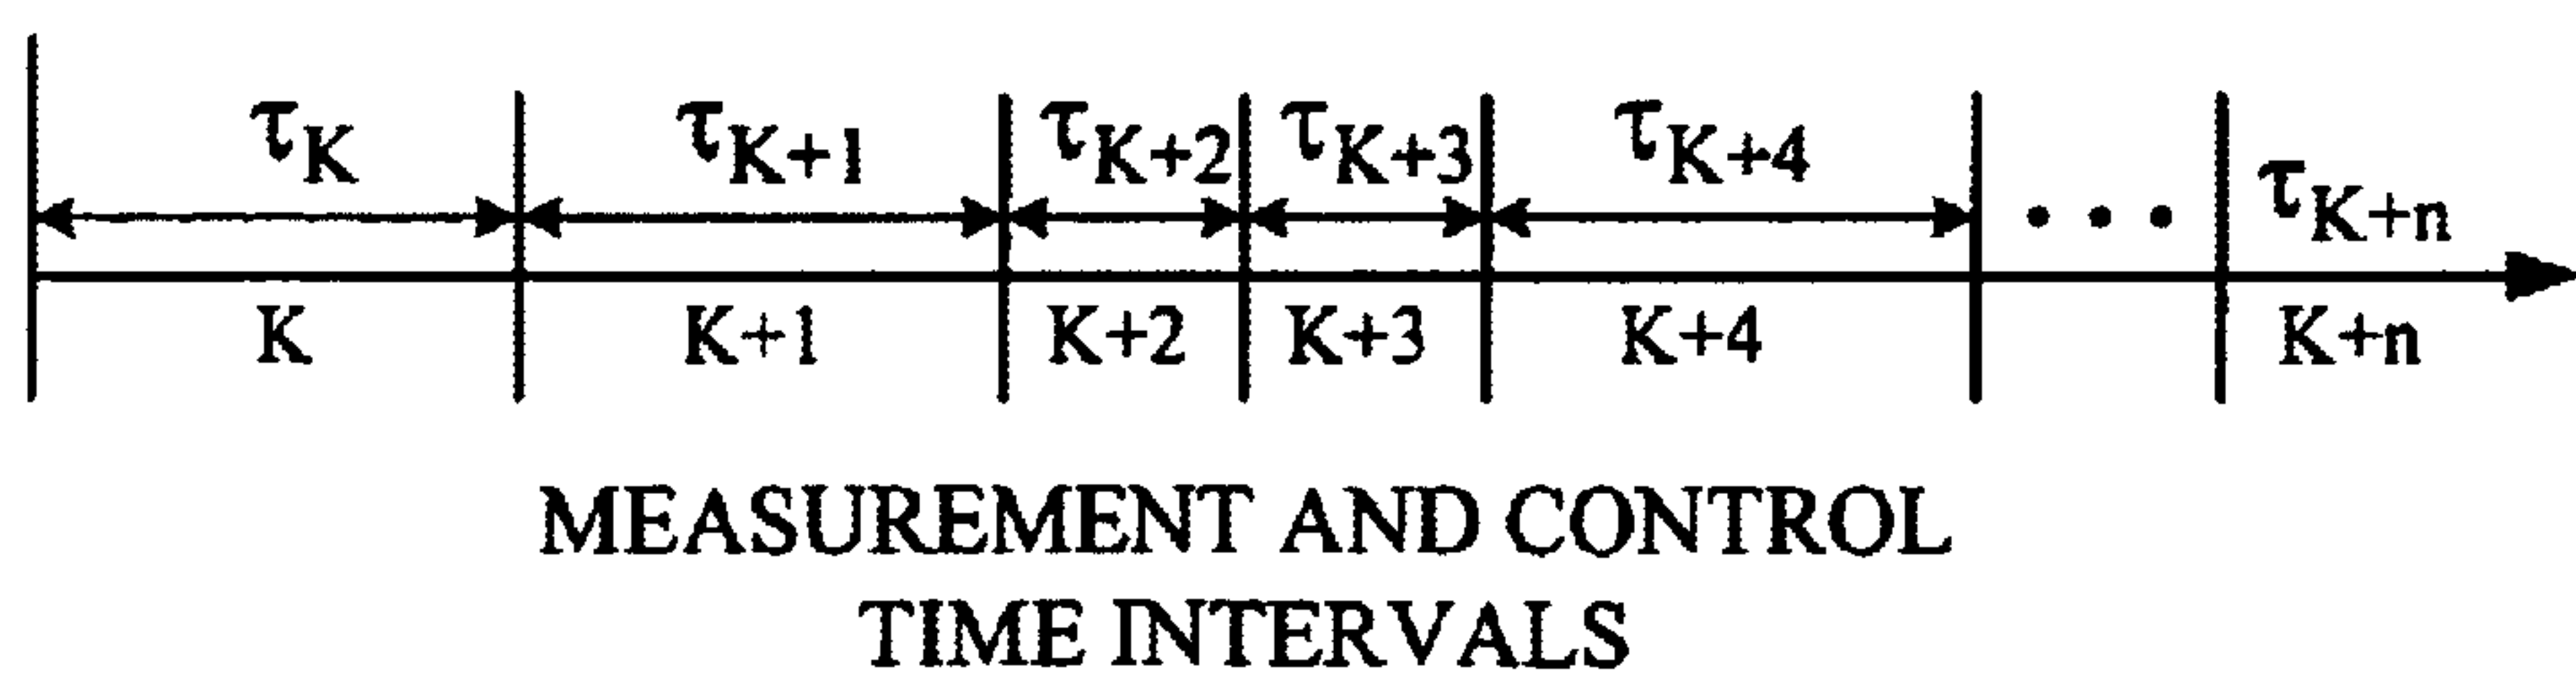 τK τK+1 τK+2 τK+3 τK+4 • • • τK+n
K K+1 K+2 K+3 K+4 K+n
MEASUREMENT AND CONTROL
TIME INTERVALS